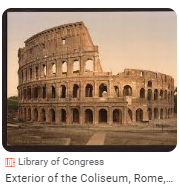 Library of Congress
Exterior of the Coliseum, Rome,...